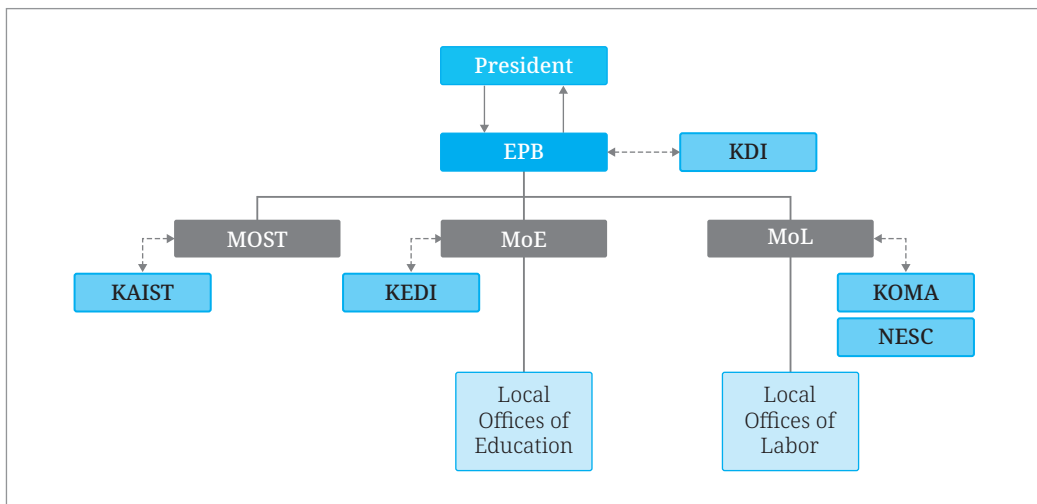 President
EPB
KDI
MOST
MoE
MoL
KAIST
KEDI
KOMA
NESC
Local
Offices of
Education
Local
Offices of
Labor